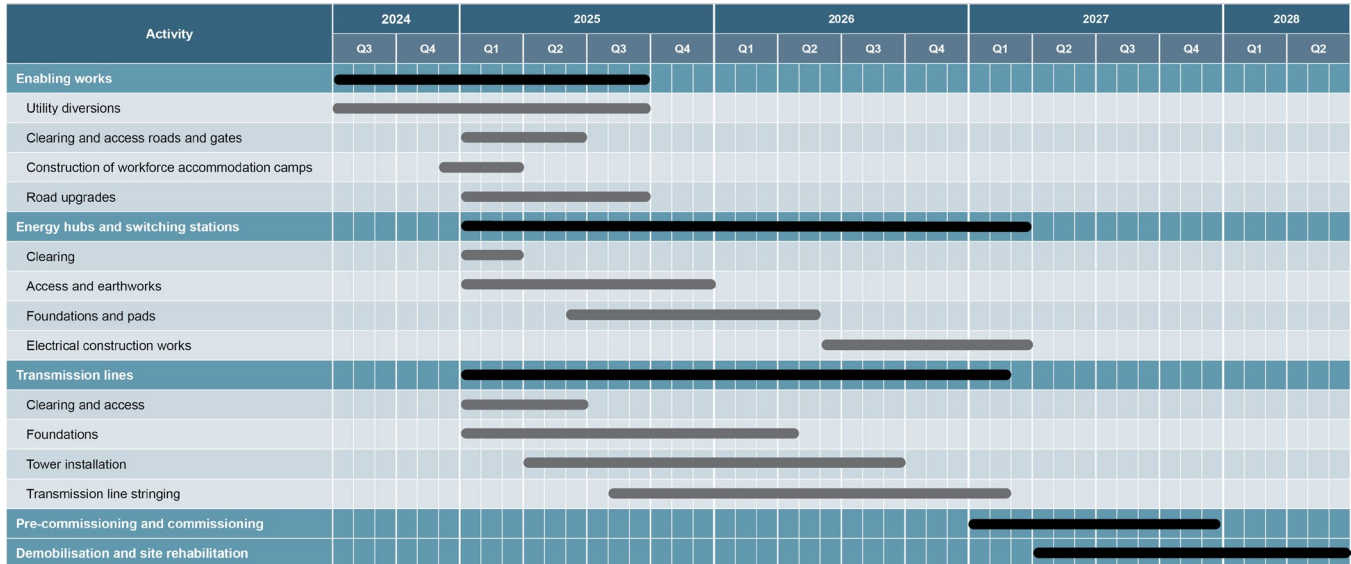 Activity
2024 2025 2026 2027 2028
Q3 Q4 Q1 Q2 Q3 Q4 Q1 Q2 Q3 Q4 Q1 Q2 Q3 Q4 Q1 Q2
Enabling works
Utility diversions
Clearing and access roads and gates
Construction of workforce accommodation camps
Road upgrades
Energy hubs and switching stations
Clearing
Access and earthworks
Foundations and pads
Electrical construction works
Transmission lines
Clearing and access
Foundations
Tower installation
Transmission line stringing
Pre-commissioning and commissioning
Demobilisation and site rehabilitation